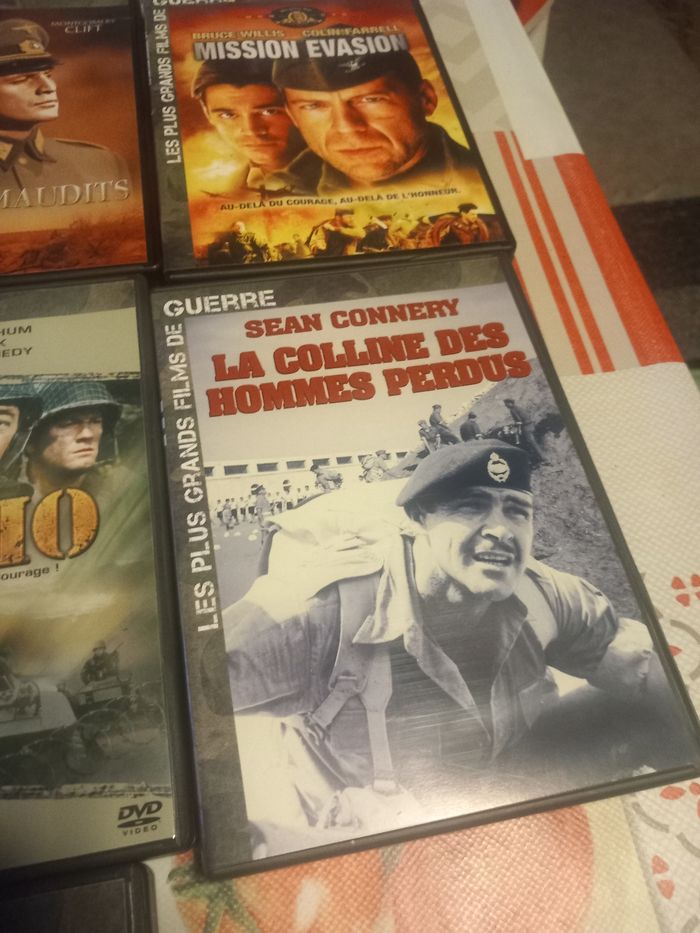 MONTGOMERY
CLIFT
MAUDITS
LES PLUS GRANDS FILMS DE
BRUCE WILLIS COLIN FARRELL
MISSION EVASION
AU-DELÀ DU COURAGE, AU-DELÀ DE L'HONNEUR.
HUM
K
EDY
IO
ourage !
DVD
VIDEO
LES PLUS GRANDS FILMS DE GUERRE
SEAN CONNERY
LA COLLINE DES
HOMMES PERDUS